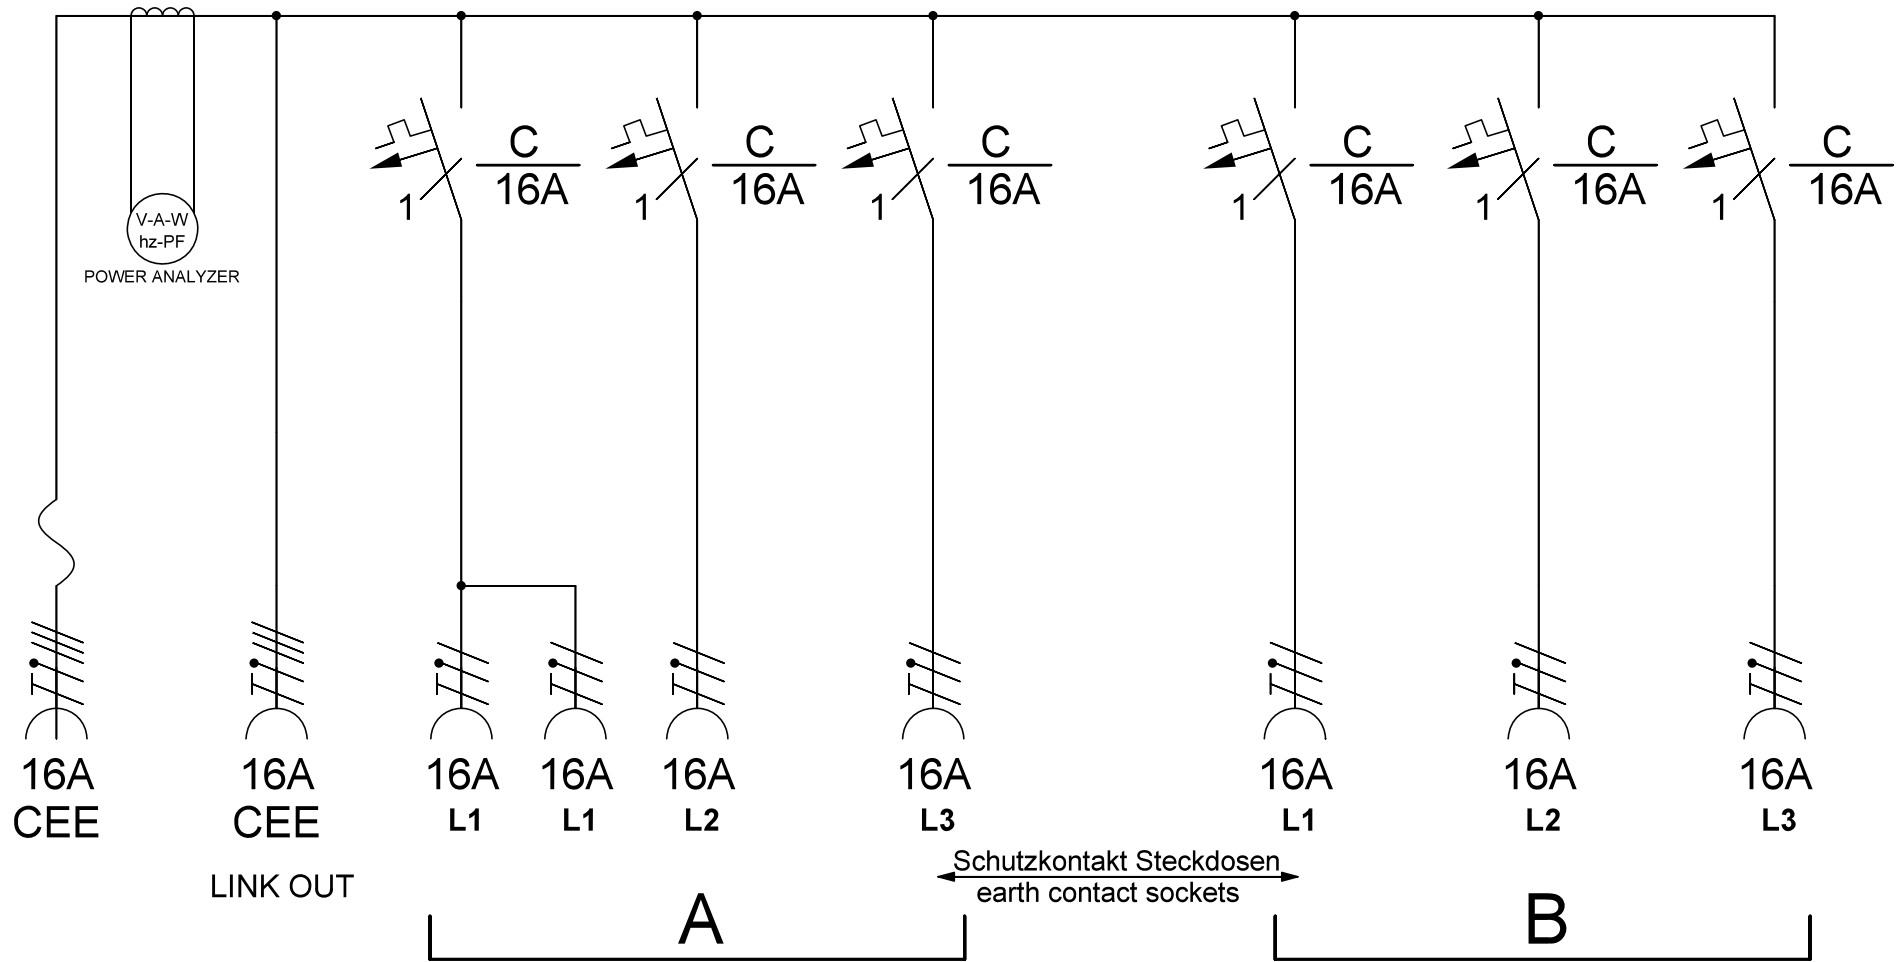 V-A-W
hz-PF
POWER ANALYZER
C
16A
1
C
16A
1
C
16A
1
C
16A
1
C
16A
1
C
16A
1
16A
CEE
16A
CEE
LINK OUT
16A
L1
16A
L1
16A
L2
16A
L3
16A
L1
16A
L2
16A
L3
Schutzkontakt Steckdosen
earth contact sockets
A
B